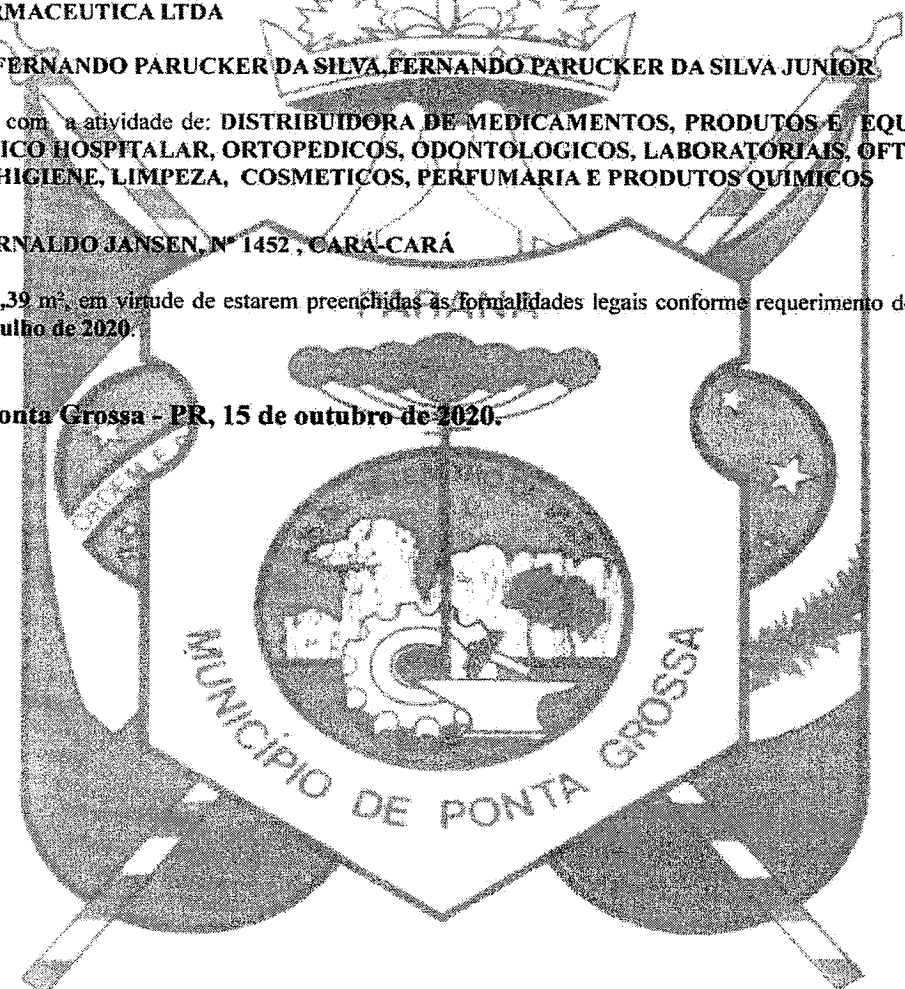 RMACEUTICA LTDA
FERNANDO PARUCKER DA SILVA,FERNANDO PARUCKER DA SILVA JUNIOR
com a atividade de: DISTRIBUIDORA DE MEDICAMENTOS, PRODUTOS E EQU
ICO HOSPITALAR, ORTOPEDICOS, ODONTOLOGICOS, LABORATORIAIS, OFT
HIGIENE, LIMPEZA, COSMETICOS, PERFUMARIA E PRODUTOS QUIMICOS
RNALDO JANSEN, Nº 1452 , CARÁ-CARÁ
,39 m², em virtude de estarem preenchidas as formalidades legais conforme requerimento d
ulho de 2020.
PARANÁ
onta Grossa - PR, 15 de outubro de 2020.
ORDEM E
MUNICÍPIO DE PONTA GROSSA